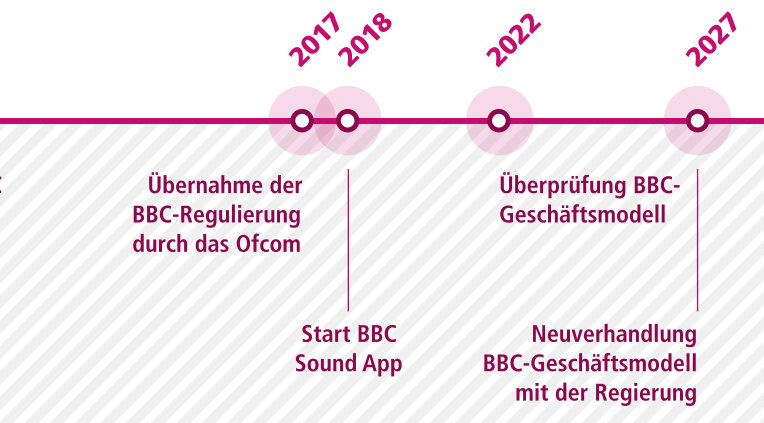 2017
2018
2022
2027
Übernahme der
BBC-Regulierung
durch das Ofcom
Start BBC
Sound App
Überprüfung BBC-
Geschäftsmodell
Neuverhandlung
BBC-Geschäftsmodell
mit der Regierung